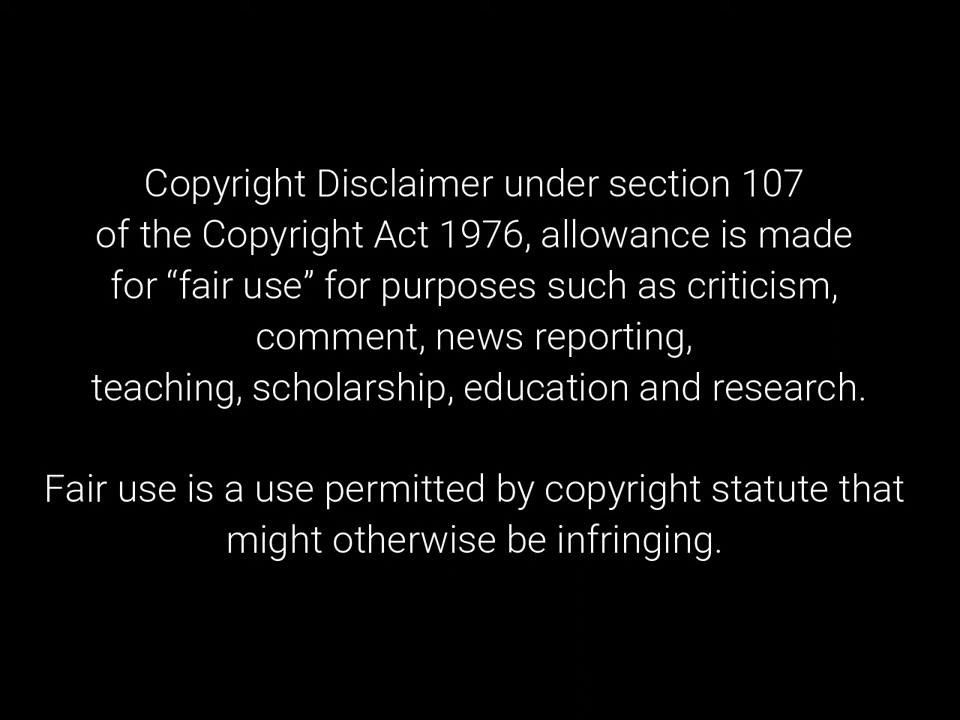 Copyright Disclaimer under section 107
of the Copyright Act 1976, allowance is made
for “fair use” for purposes such as criticism,
comment, news reporting,
teaching, scholarship, education and research.
Fair use is a use permitted by copyright statute that
might otherwise be infringing.